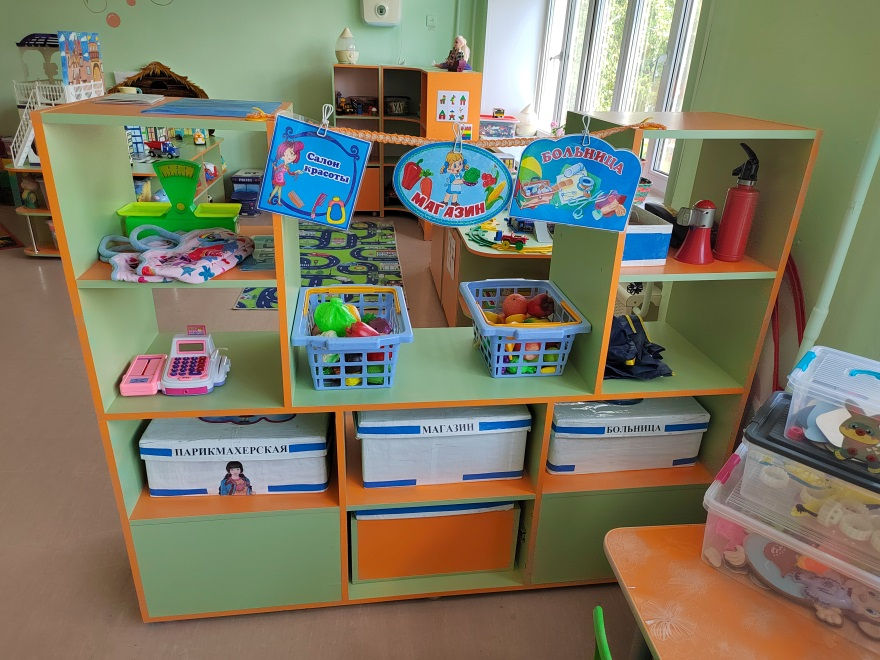 Салон
красоты
МАГАЗИН
БОЛЬНИЦА
ПАРИКМАХЕРСКАЯ
МАГАЗИН
БОЛЬНИЦА